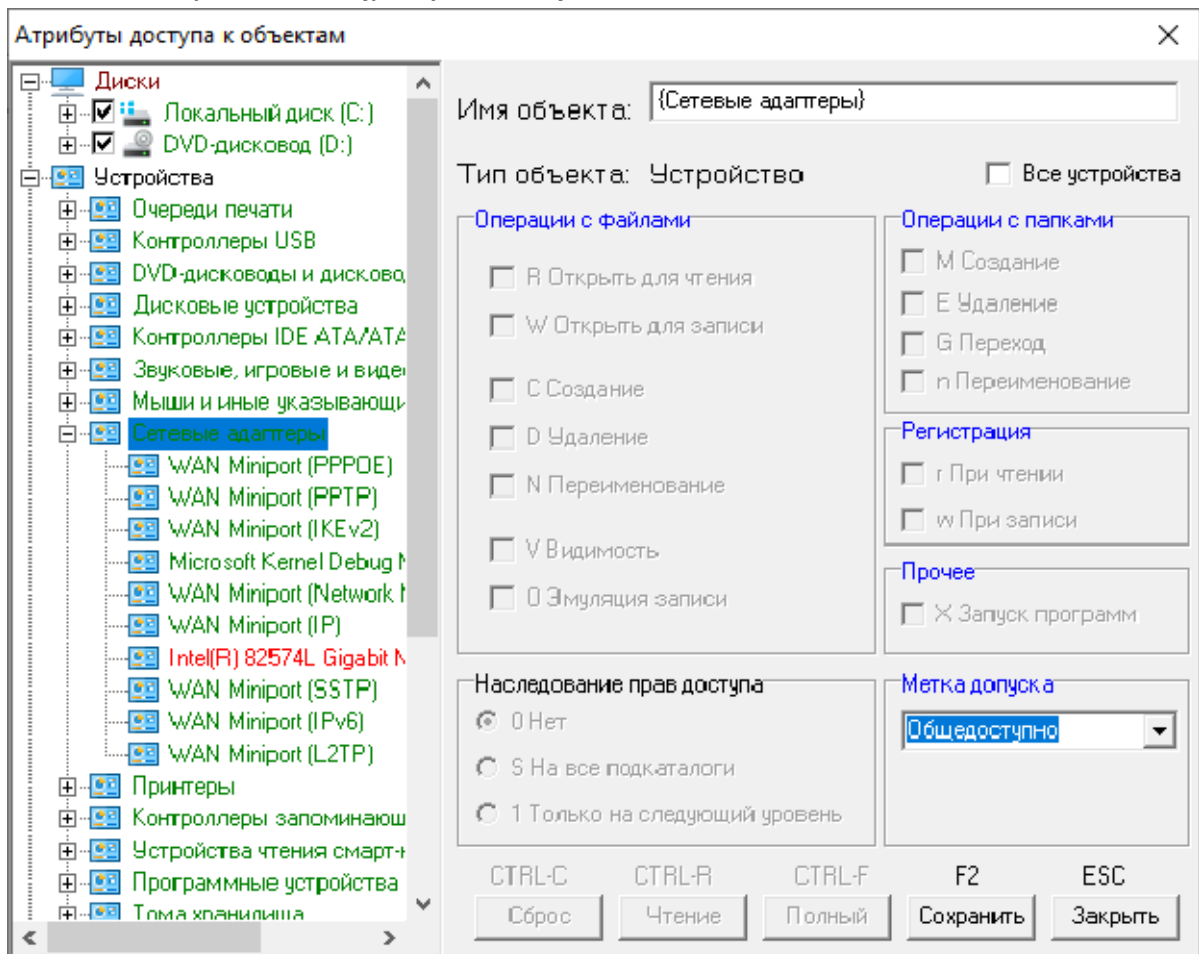 Атрибуты доступа к объектам
Диски
Локальный диск (C:)
DVD-дисковод (D:)
Устройства
Очереди печати
Контроллеры USB
DVD-дисководы и дисково
Дисковые устройства
Контроллеры IDE ATA/ATA
Звуковые, игровые и виде
Мыши и иные указывающи
Сетевые адаптеры
WAN Miniport (PPPOE)
WAN Miniport (PPTP)
WAN Miniport (IKEv2)
Microsoft Kernel Debug N
WAN Miniport (Network M
WAN Miniport (IP)
Intel(R) 82574L Gigabit N
WAN Miniport (SSTP)
WAN Miniport (IPv6)
WAN Miniport (L2TP)
Принтеры
Контроллеры запоминающ
Устройства чтения смарт-к
Программные устройства
Тома хранилища
Имя объекта: {Сетевые адаптеры}
Тип объекта: Устройство
Все устройства
Операции с файлами
R Открыть для чтения
W Открыть для записи
C Создание
D Удаление
N Переименование
V Видимость
O Эмуляция записи
Операции с папками
M Создание
E Удаление
G Переход
n Переименование
Регистрация
r При чтении
w При записи
Прочее
X Запуск программ
Наследование прав доступа
0 Нет
S На все подкаталоги
1 Только на следующий уровень
Метка допуска
Общедоступно
CTRL-C CTRL-R CTRL-F F2 ESC
Сброс Чтение Полный Сохранить Закрыть